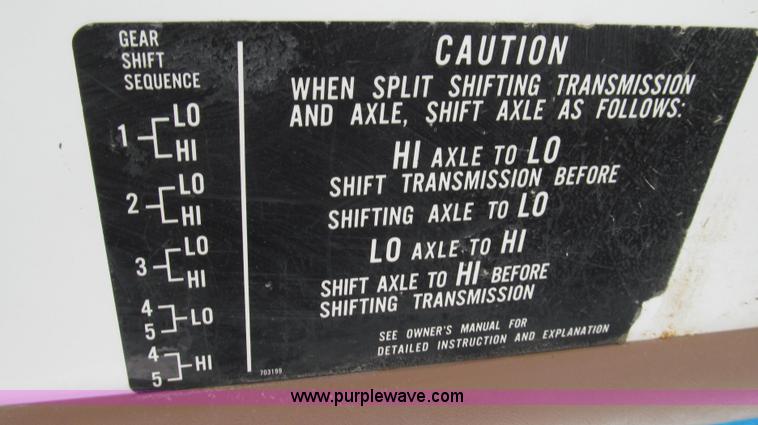 GEAR
SHIFT
SEQUENCE
1 LO
HI
2 LO
HI
3 LO
HI
4
5 LO
4
5 HI
CAUTION
WHEN SPLIT SHIFTING TRANSMISSION
AND AXLE, SHIFT AXLE AS FOLLOWS:
HI AXLE TO LO
SHIFT TRANSMISSION BEFORE
SHIFTING AXLE TO LO
LO AXLE TO HI
SHIFT AXLE TO HI BEFORE
SHIFTING TRANSMISSION
SEE OWNER'S MANUAL FOR
DETAILED INSTRUCTION AND EXPLANATION
703199
www.purplewave.com